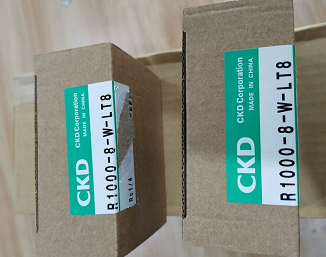 CKD
CKD Corporation
MADE IN CHINA
R1000-8-W-LT8
Rc1/4
CKD
CKD Corporation
MADE IN CHINA
R1000-8-W-LT8